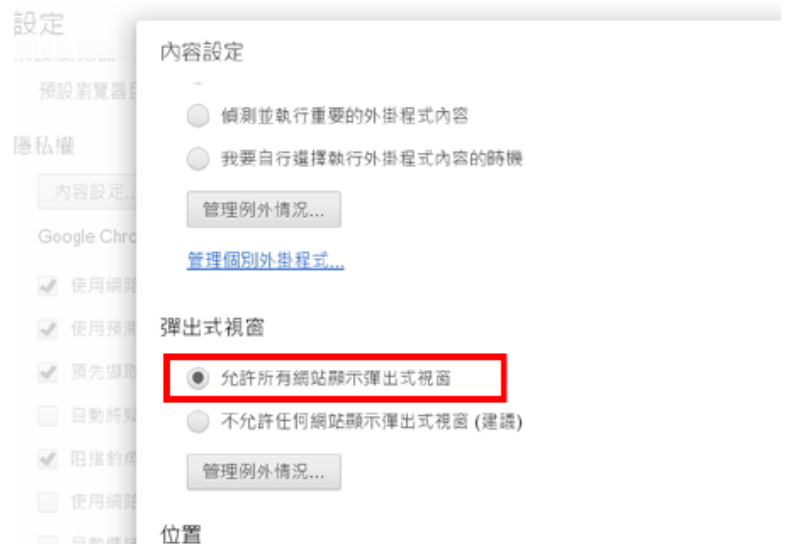 設定
內容設定
預設瀏覽器
偵測並執行重要的外掛程式內容
隱私權
我要自行選擇執行外掛程式內容的時機
內容設定...
管理例外情況...
Google Chro
管理個別外掛程式...
使用網路
彈出式視窗
使用預測
預先擷取
允許所有網站顯示彈出式視窗
自動將
不允許任何網站顯示彈出式視窗 (建議)
阻擋釣魚
管理例外情況...
使用網路
位置